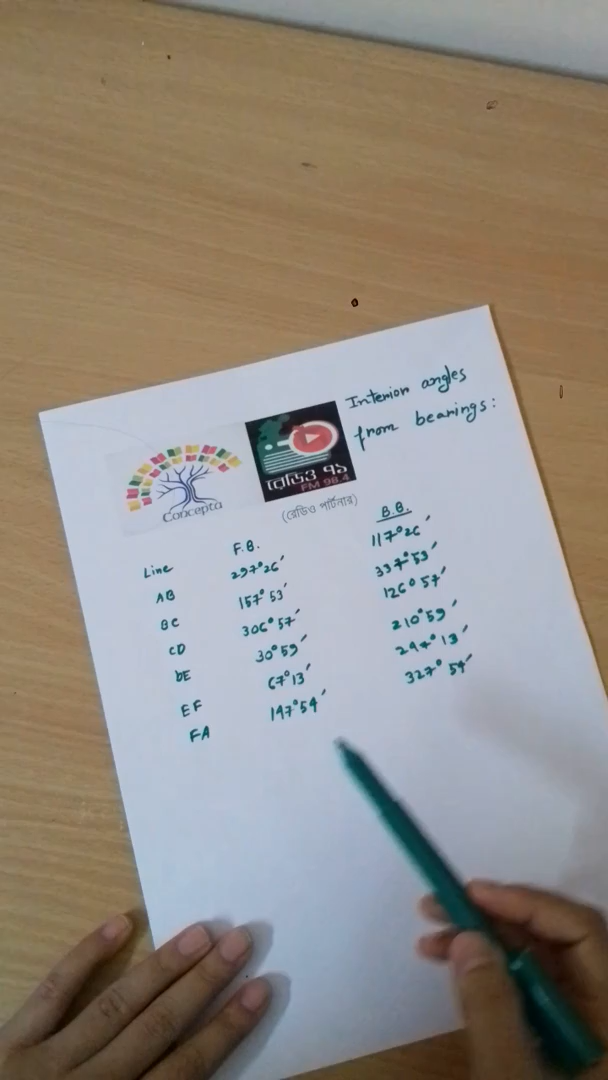 Interior angles
from bearings:
Concepta
রেডিও ৭১
FM 98.4
(রেডিও পার্টনার)
Line F.B. B.B.
AB 297°26′ 117°26′
BC 157°53′ 337°53′
CD 306°57′ 126°57′
DE 30°59′ 210°59′
EF 67°13′ 247°13′
FA 147°54′ 327°54′